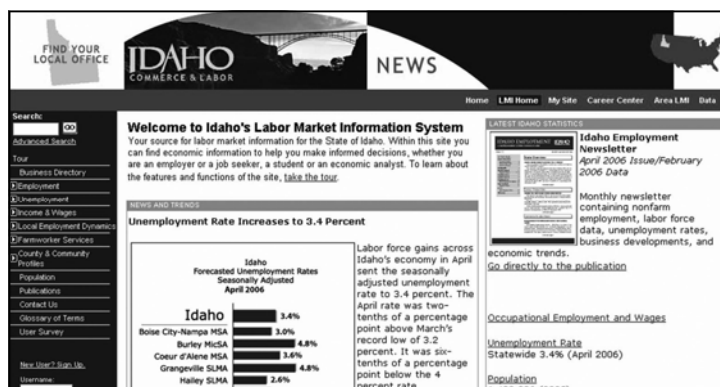 FIND YOUR
LOCAL OFFICE
IDAHO
COMMERCE & LABOR
NEWS
Home LMI Home My Site Career Center Area LMI Data
Search:
GO
Advanced Search
Tour
Business Directory
Employment
Unemployment
Income & Wages
Local Employment Dynamics
Farmworker Services
County & Community
Profiles
Population
Publications
Contact Us
Glossary of Terms
User Survey
New User? Sign Up.
Username:
Welcome to Idaho's Labor Market Information System
Your source for labor market information for the State of Idaho. Within this site you
can find economic information to help you make informed decisions, whether you
are an employer or a job seeker, a student or an economic analyst. To learn about
the features and functions of the site, take the tour.
NEWS AND TRENDS
Unemployment Rate Increases to 3.4 Percent
Idaho
Forecasted Unemployment Rates
Seasonally Adjusted
April 2006
Idaho 3.4%
Boise City-Nampa MSA 3.0%
Burley MicSA 4.8%
Coeur d'Alene MSA 3.6%
Grangeville SLMA 4.8%
Hailey SLMA 2.6%
Labor force gains across
Idaho's economy in April
sent the seasonally
adjusted unemployment
rate to 3.4 percent. The
April rate was two-
tenths of a percentage
point above March's
record low of 3.2
percent. It was six-
tenths of a percentage
point below the 4
percent rate
LATEST IDAHO STATISTICS
Idaho Employment
Newsletter
April 2006 Issue/February
2006 Data
Monthly newsletter
containing nonfarm
employment, labor force
data, unemployment rates,
business developments, and
economic trends.
Go directly to the publication
Occupational Employment and Wages
Unemployment Rate
Statewide 3.4% (April 2006)
Population